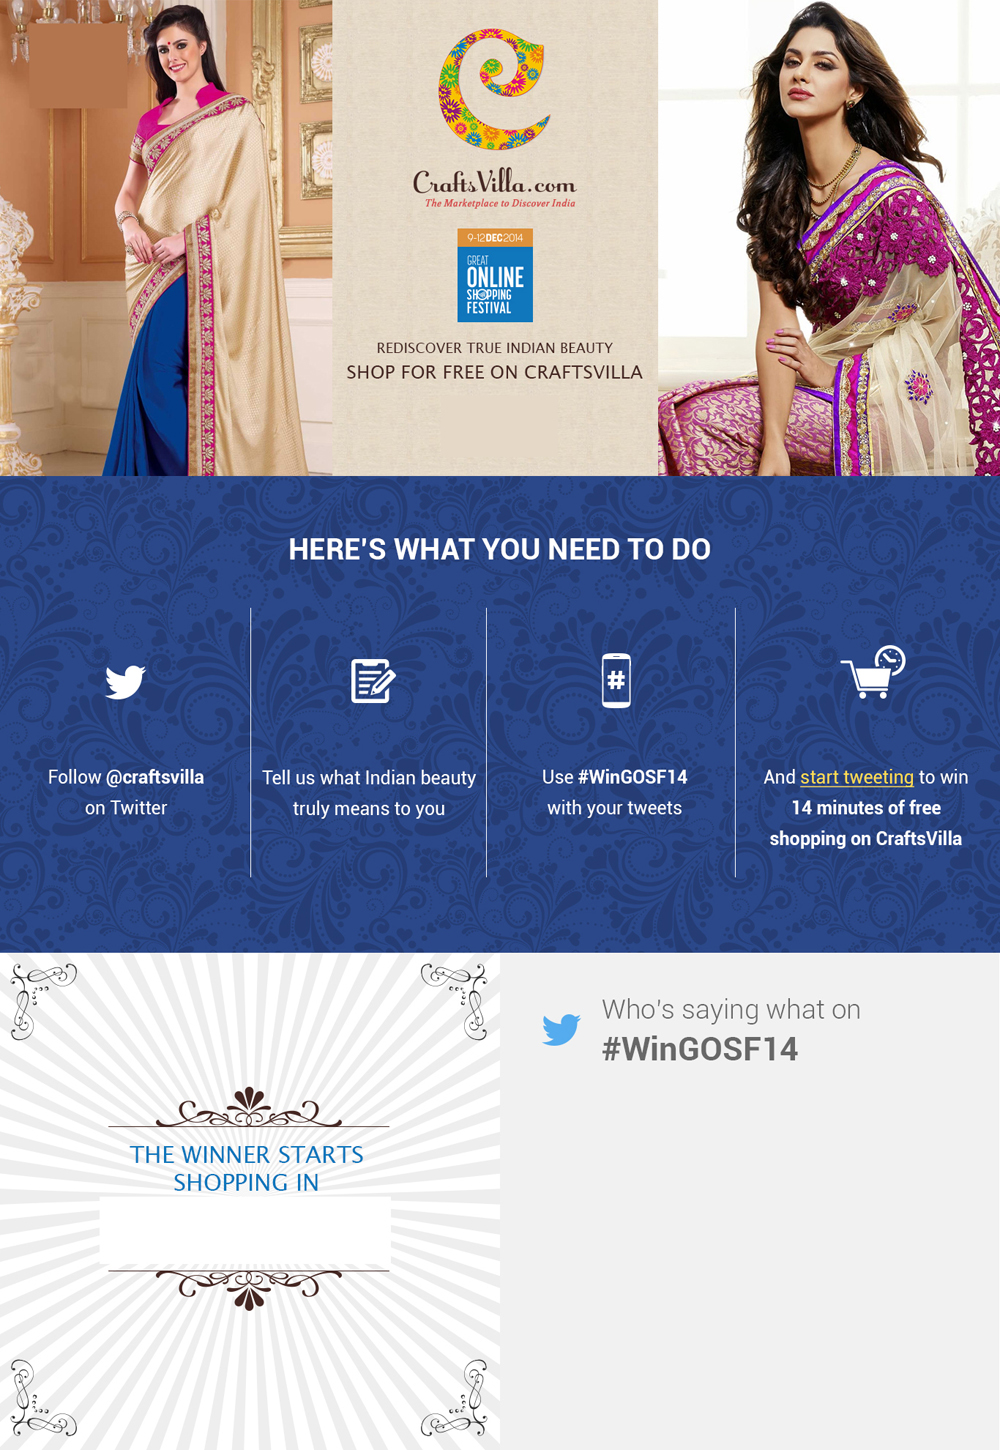 CraftsVilla.com
The Marketplace to Discover India
9-12DEC2014
GREAT
ONLINE
SHOPPING
FESTIVAL
REDISCOVER TRUE INDIAN BEAUTY
SHOP FOR FREE ON CRAFTSVILLA
HERE'S WHAT YOU NEED TO DO
Follow @craftsvilla
on Twitter
Tell us what Indian beauty
truly means to you
#
Use #WinGOSF14
with your tweets
And start tweeting to win
14 minutes of free
shopping on CraftsVilla
THE WINNER STARTS
SHOPPING IN
Who's saying what on
#WinGOSF14